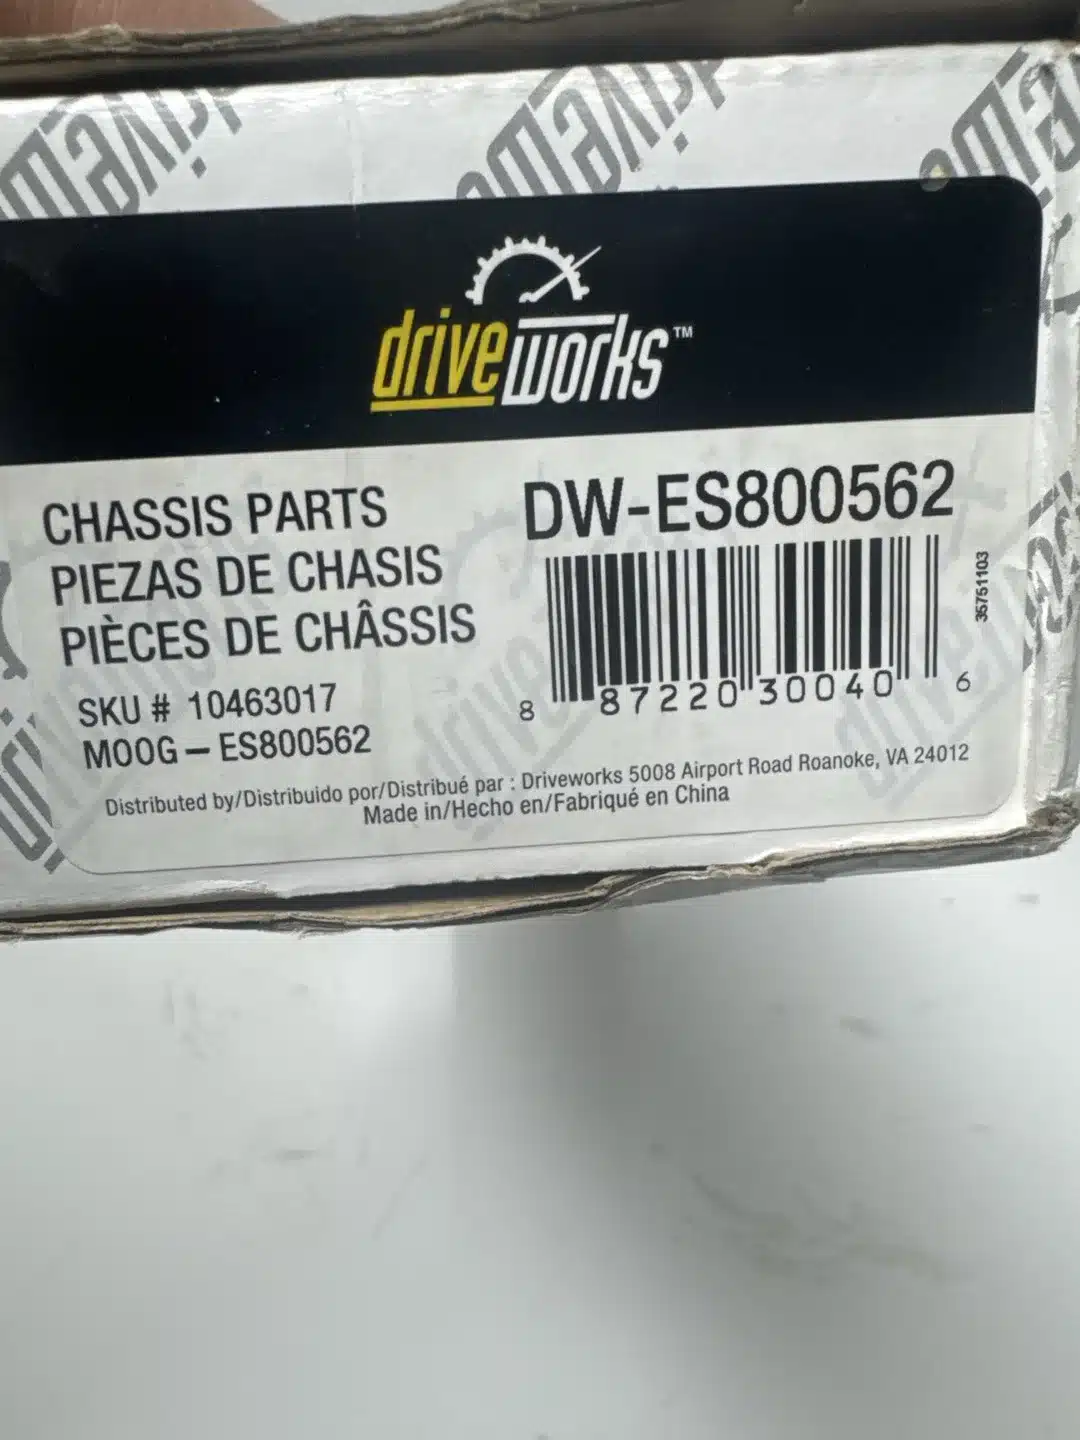 driveworks™
CHASSIS PARTS
PIEZAS DE CHASIS
PIÈCES DE CHÂSSIS
SKU # 10463017
MOOG – ES800562
DW-ES800562
35751103
8 87220 30040 6
Distributed by/Distribuido por/Distribué par : Driveworks 5008 Airport Road Roanoke, VA 24012
Made in/Hecho en/Fabriqué en China